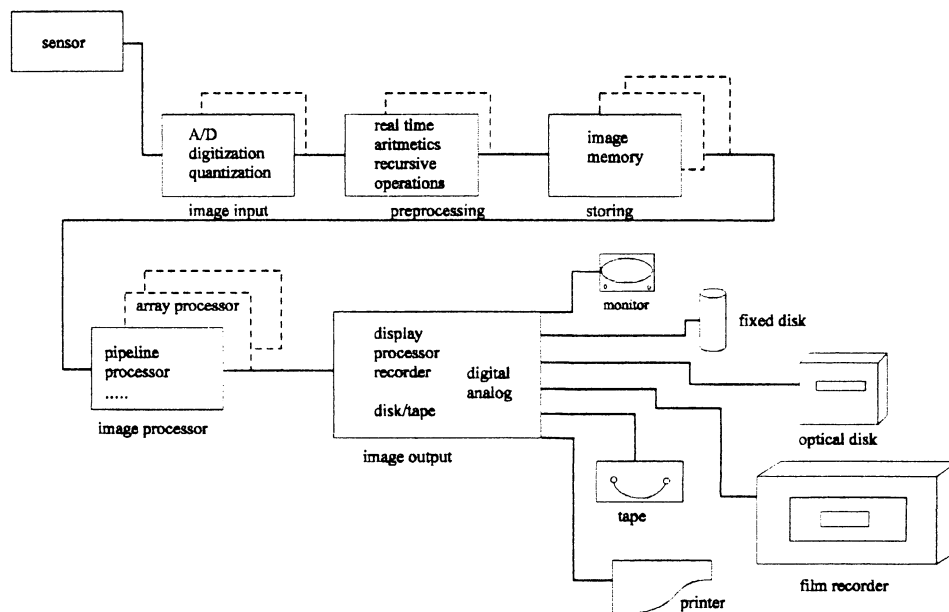 sensor
A/D
digitization
quantization
image input
real time
aritmetics
recursive
operations
preprocessing
image
memory
storing
array processor
pipeline
processor
.....
image processor
display
processor
recorder
disk/tape
digital
analog
image output
monitor
fixed disk
optical disk
tape
film recorder
printer